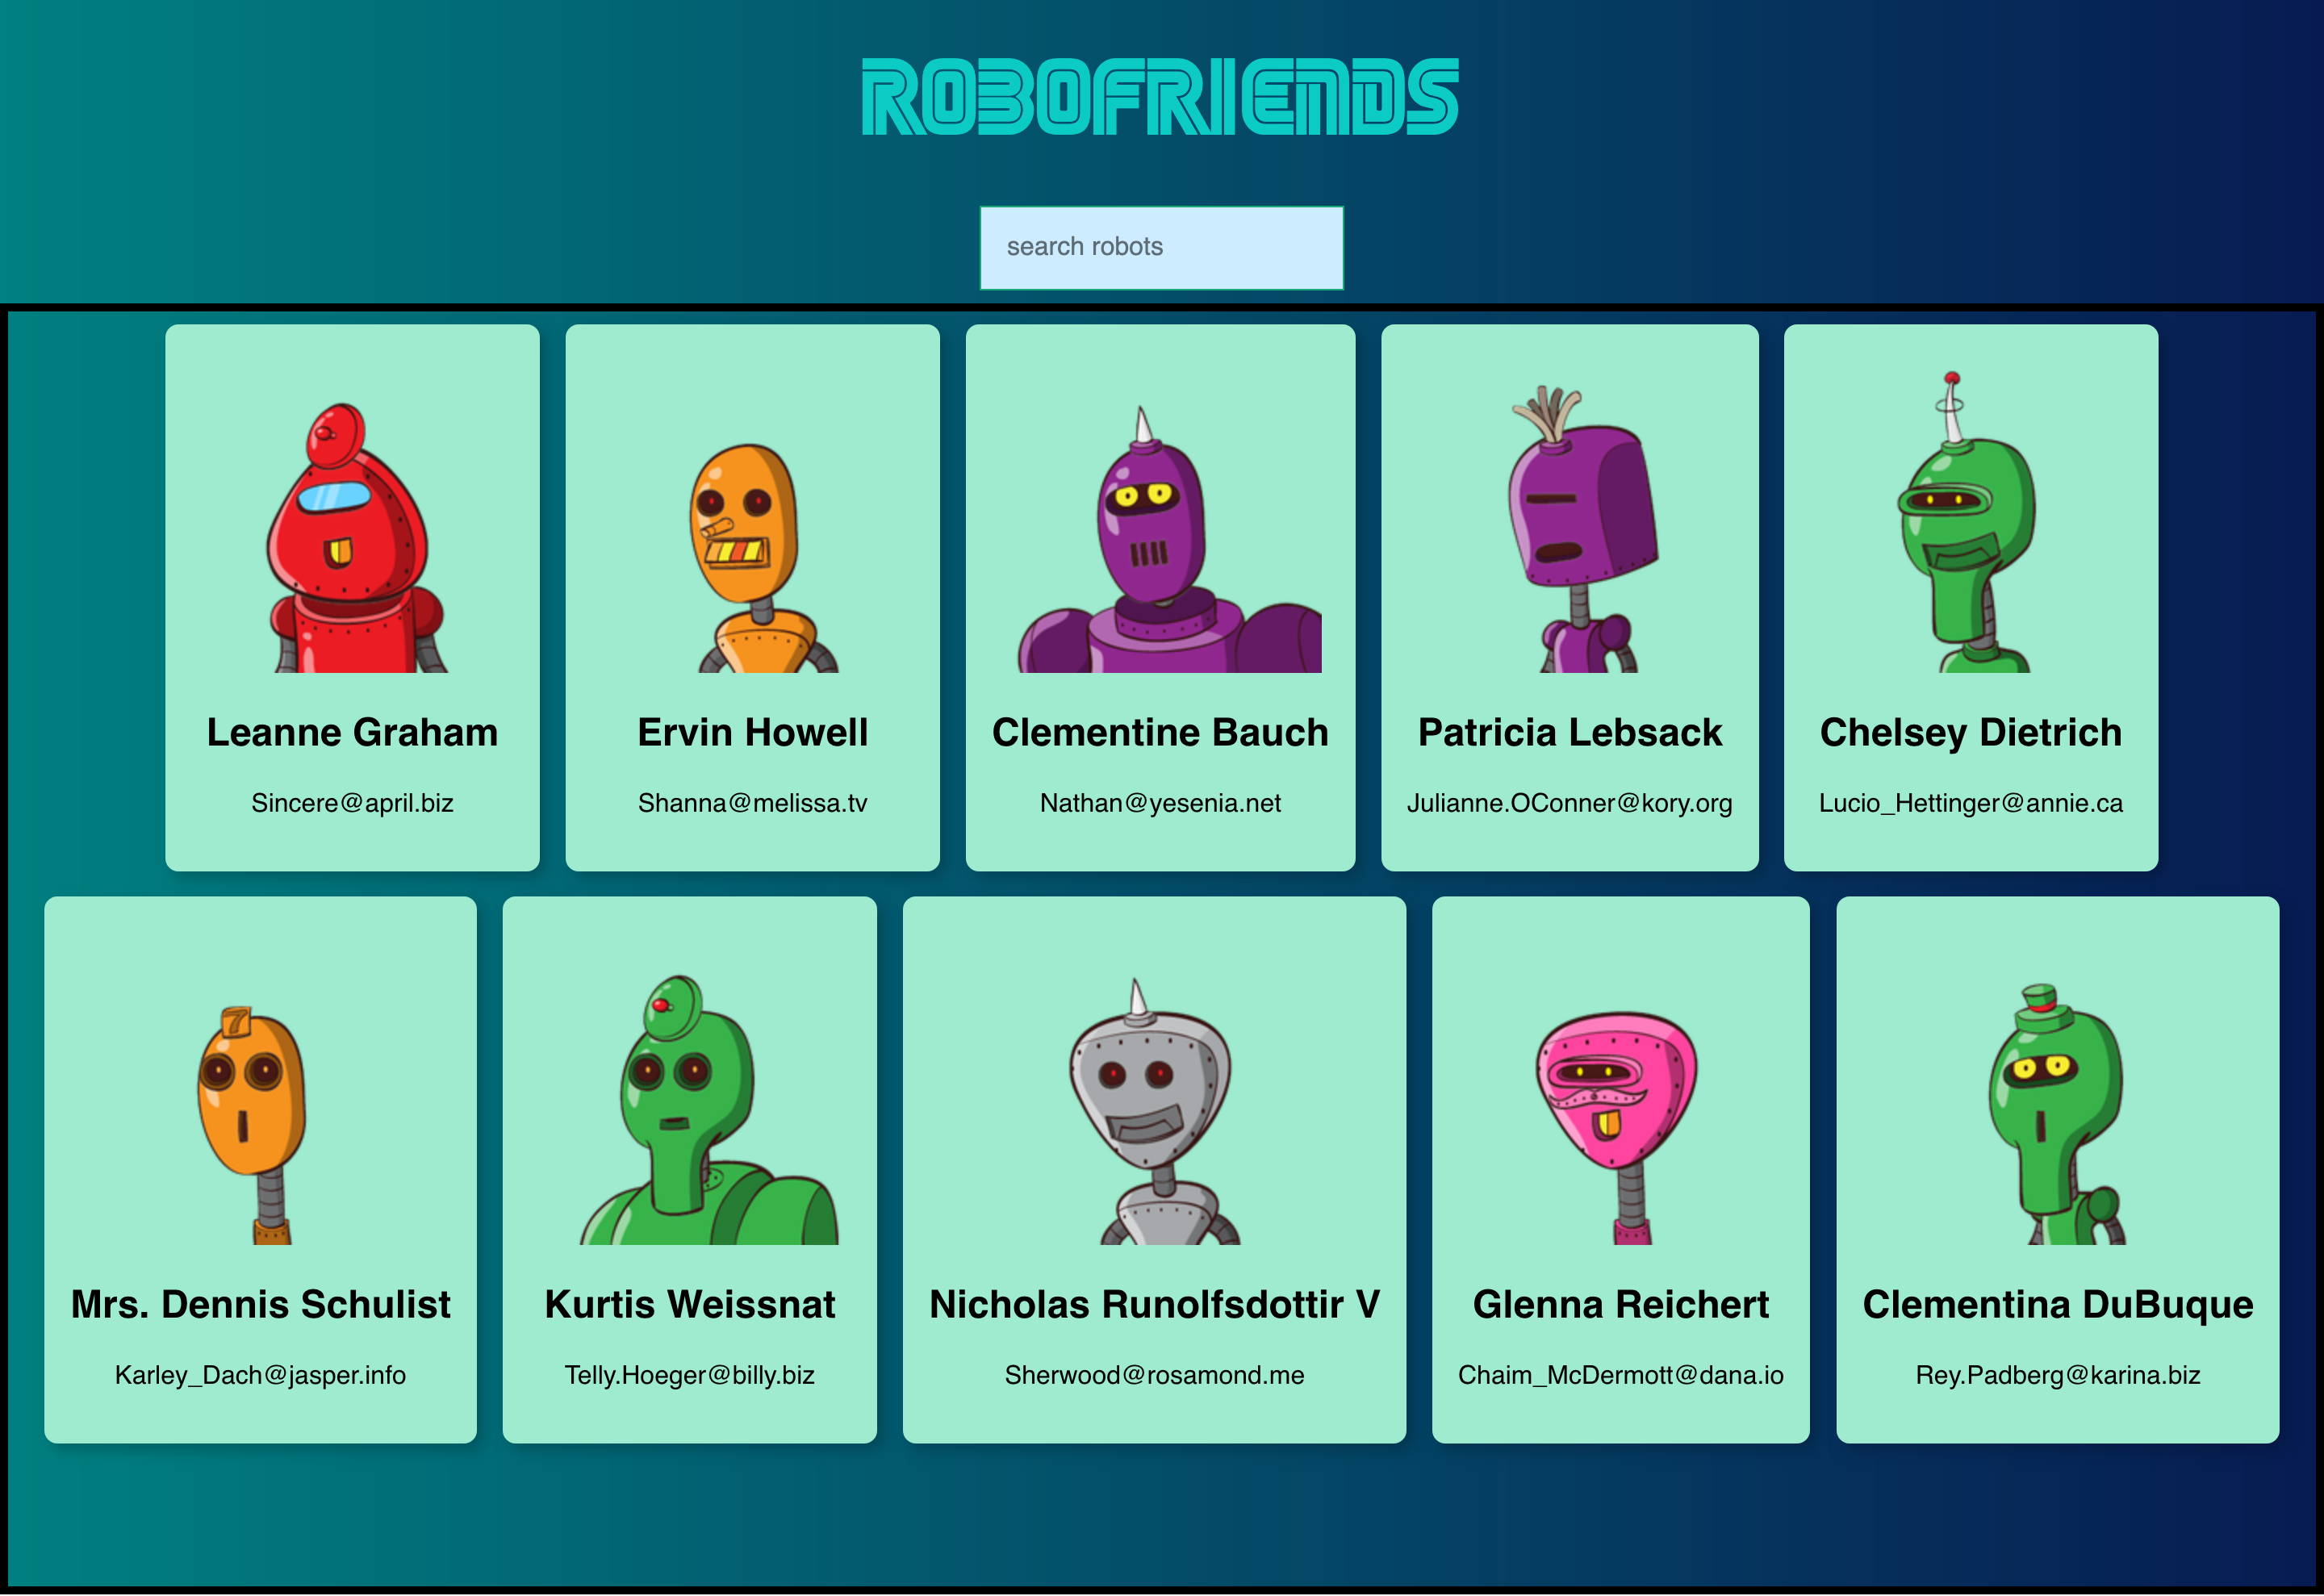 ROBOFRIENDS
search robots
Leanne Graham
Sincere@april.biz
Ervin Howell
Shanna@melissa.tv
Clementine Bauch
Nathan@yesenia.net
Patricia Lebsack
Julianne.OConner@kory.org
Chelsey Dietrich
Lucio_Hettinger@annie.ca
7
Mrs. Dennis Schulist
Karley_Dach@jasper.info
Kurtis Weissnat
Telly.Hoeger@billy.biz
Nicholas Runolfsdottir V
Sherwood@rosamond.me
Glenna Reichert
Chaim_McDermott@dana.io
Clementina DuBuque
Rey.Padberg@karina.biz